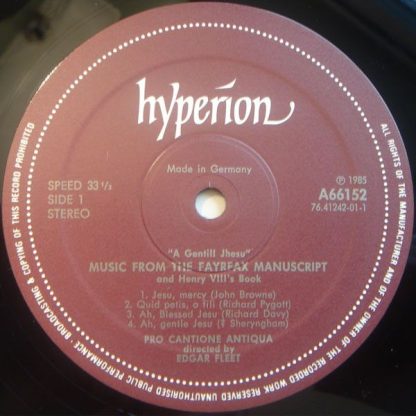 hyperion
Made in Germany
SPEED 33 1/3
SIDE 1
STEREO
℗ 1985
A66152
76.41242-01-1
"A Gentill Jhesu"
MUSIC FROM THE FAYRFAX MANUSCRIPT
and Henry VIII's Book
1. Jesu, mercy (John Browne)
2. Quid petis, o fili (Richard Pygott)
3. Ah, Blessed Jesu (Richard Davy)
4. Ah, gentle Jesu (? Sheryngham)
PRO CANTIONE ANTIQUA
directed by
EDGAR FLEET
ALL RIGHTS OF THE MANUFACTURER AND OF THE OWNER OF THE RECORDED WORK RESERVED UNAUTHORISED PUBLIC PERFORMANCE, BROADCASTING & COPYING OF THIS RECORD PROHIBITED